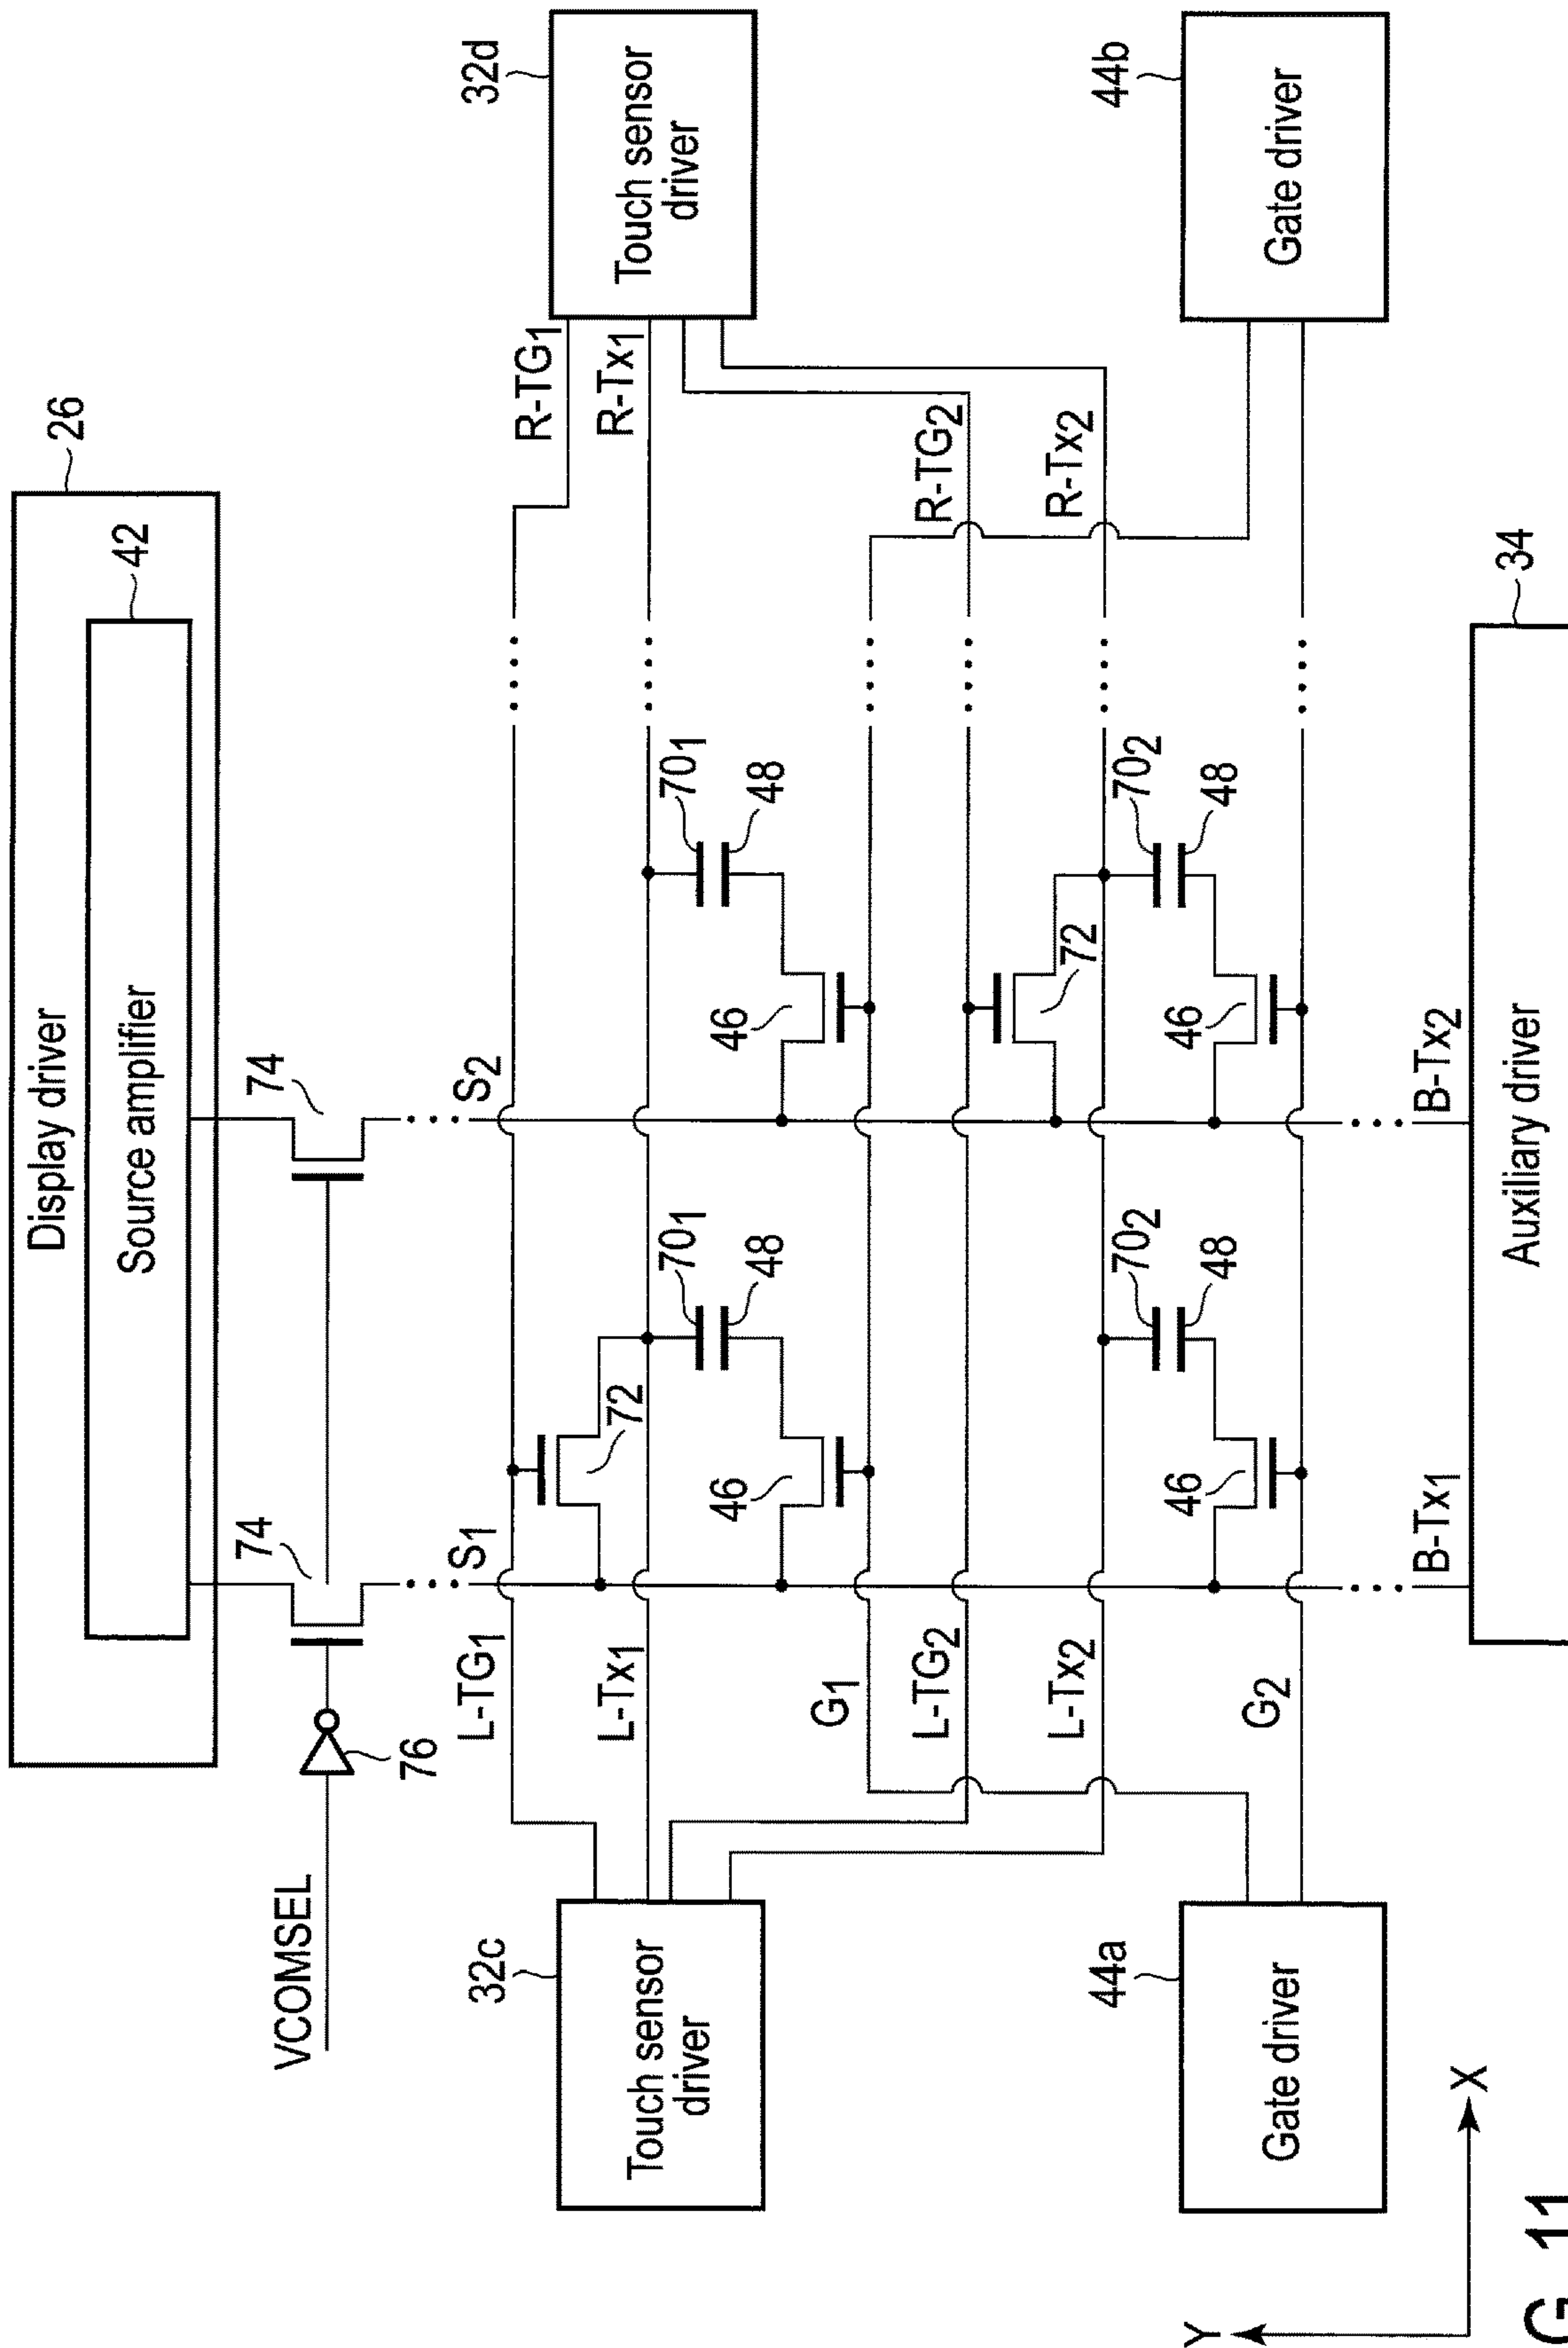 Display driver
26
Source amplifier
42
VCOMSEL
76
74
74
S1
S2
Touch sensor
driver
32c
L-TG1
L-Tx1
G1
L-TG2
L-Tx2
G2
72
46
701
48
46
701
48
46
702
48
72
46
702
48
R-TG1
R-Tx1
R-TG2
R-Tx2
Touch sensor
driver
32d
Gate driver
44a
Gate driver
44b
B-Tx1
B-Tx2
Auxiliary driver
34
Y
X
G. 11